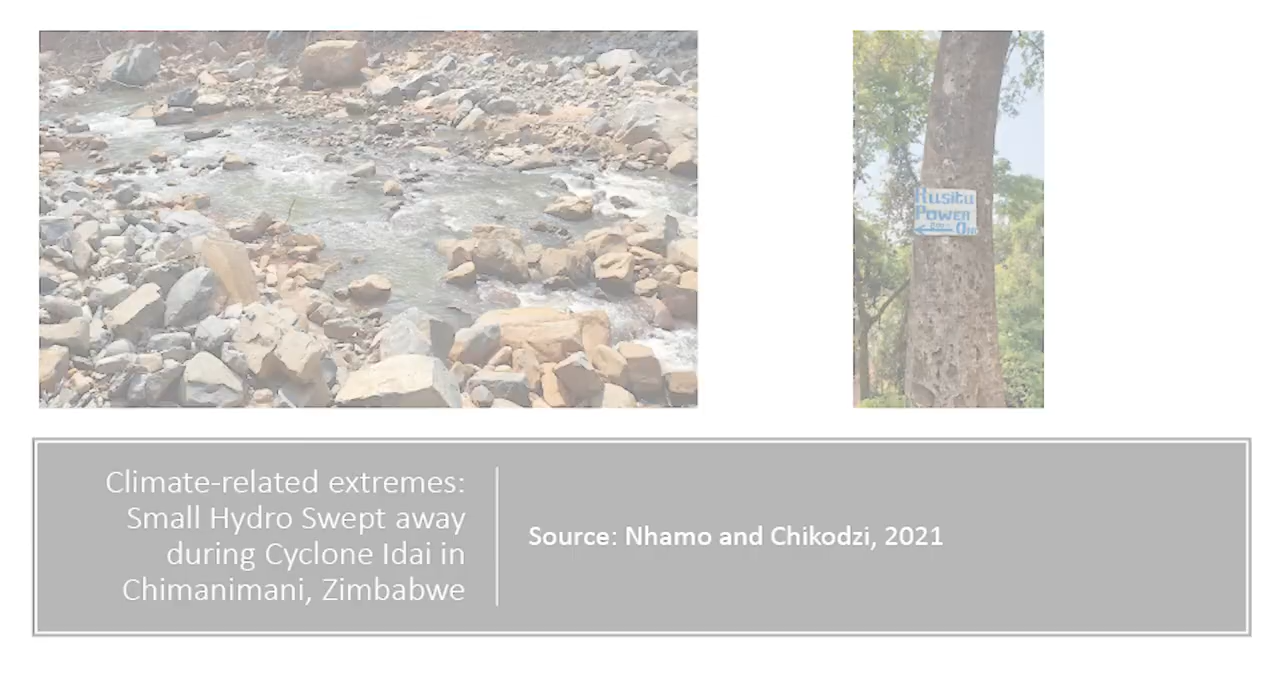 Rusitu
Power
One
Climate-related extremes:
Small Hydro Swept away
during Cyclone Idai in
Chimanimani, Zimbabwe
Source: Nhamo and Chikodzi, 2021